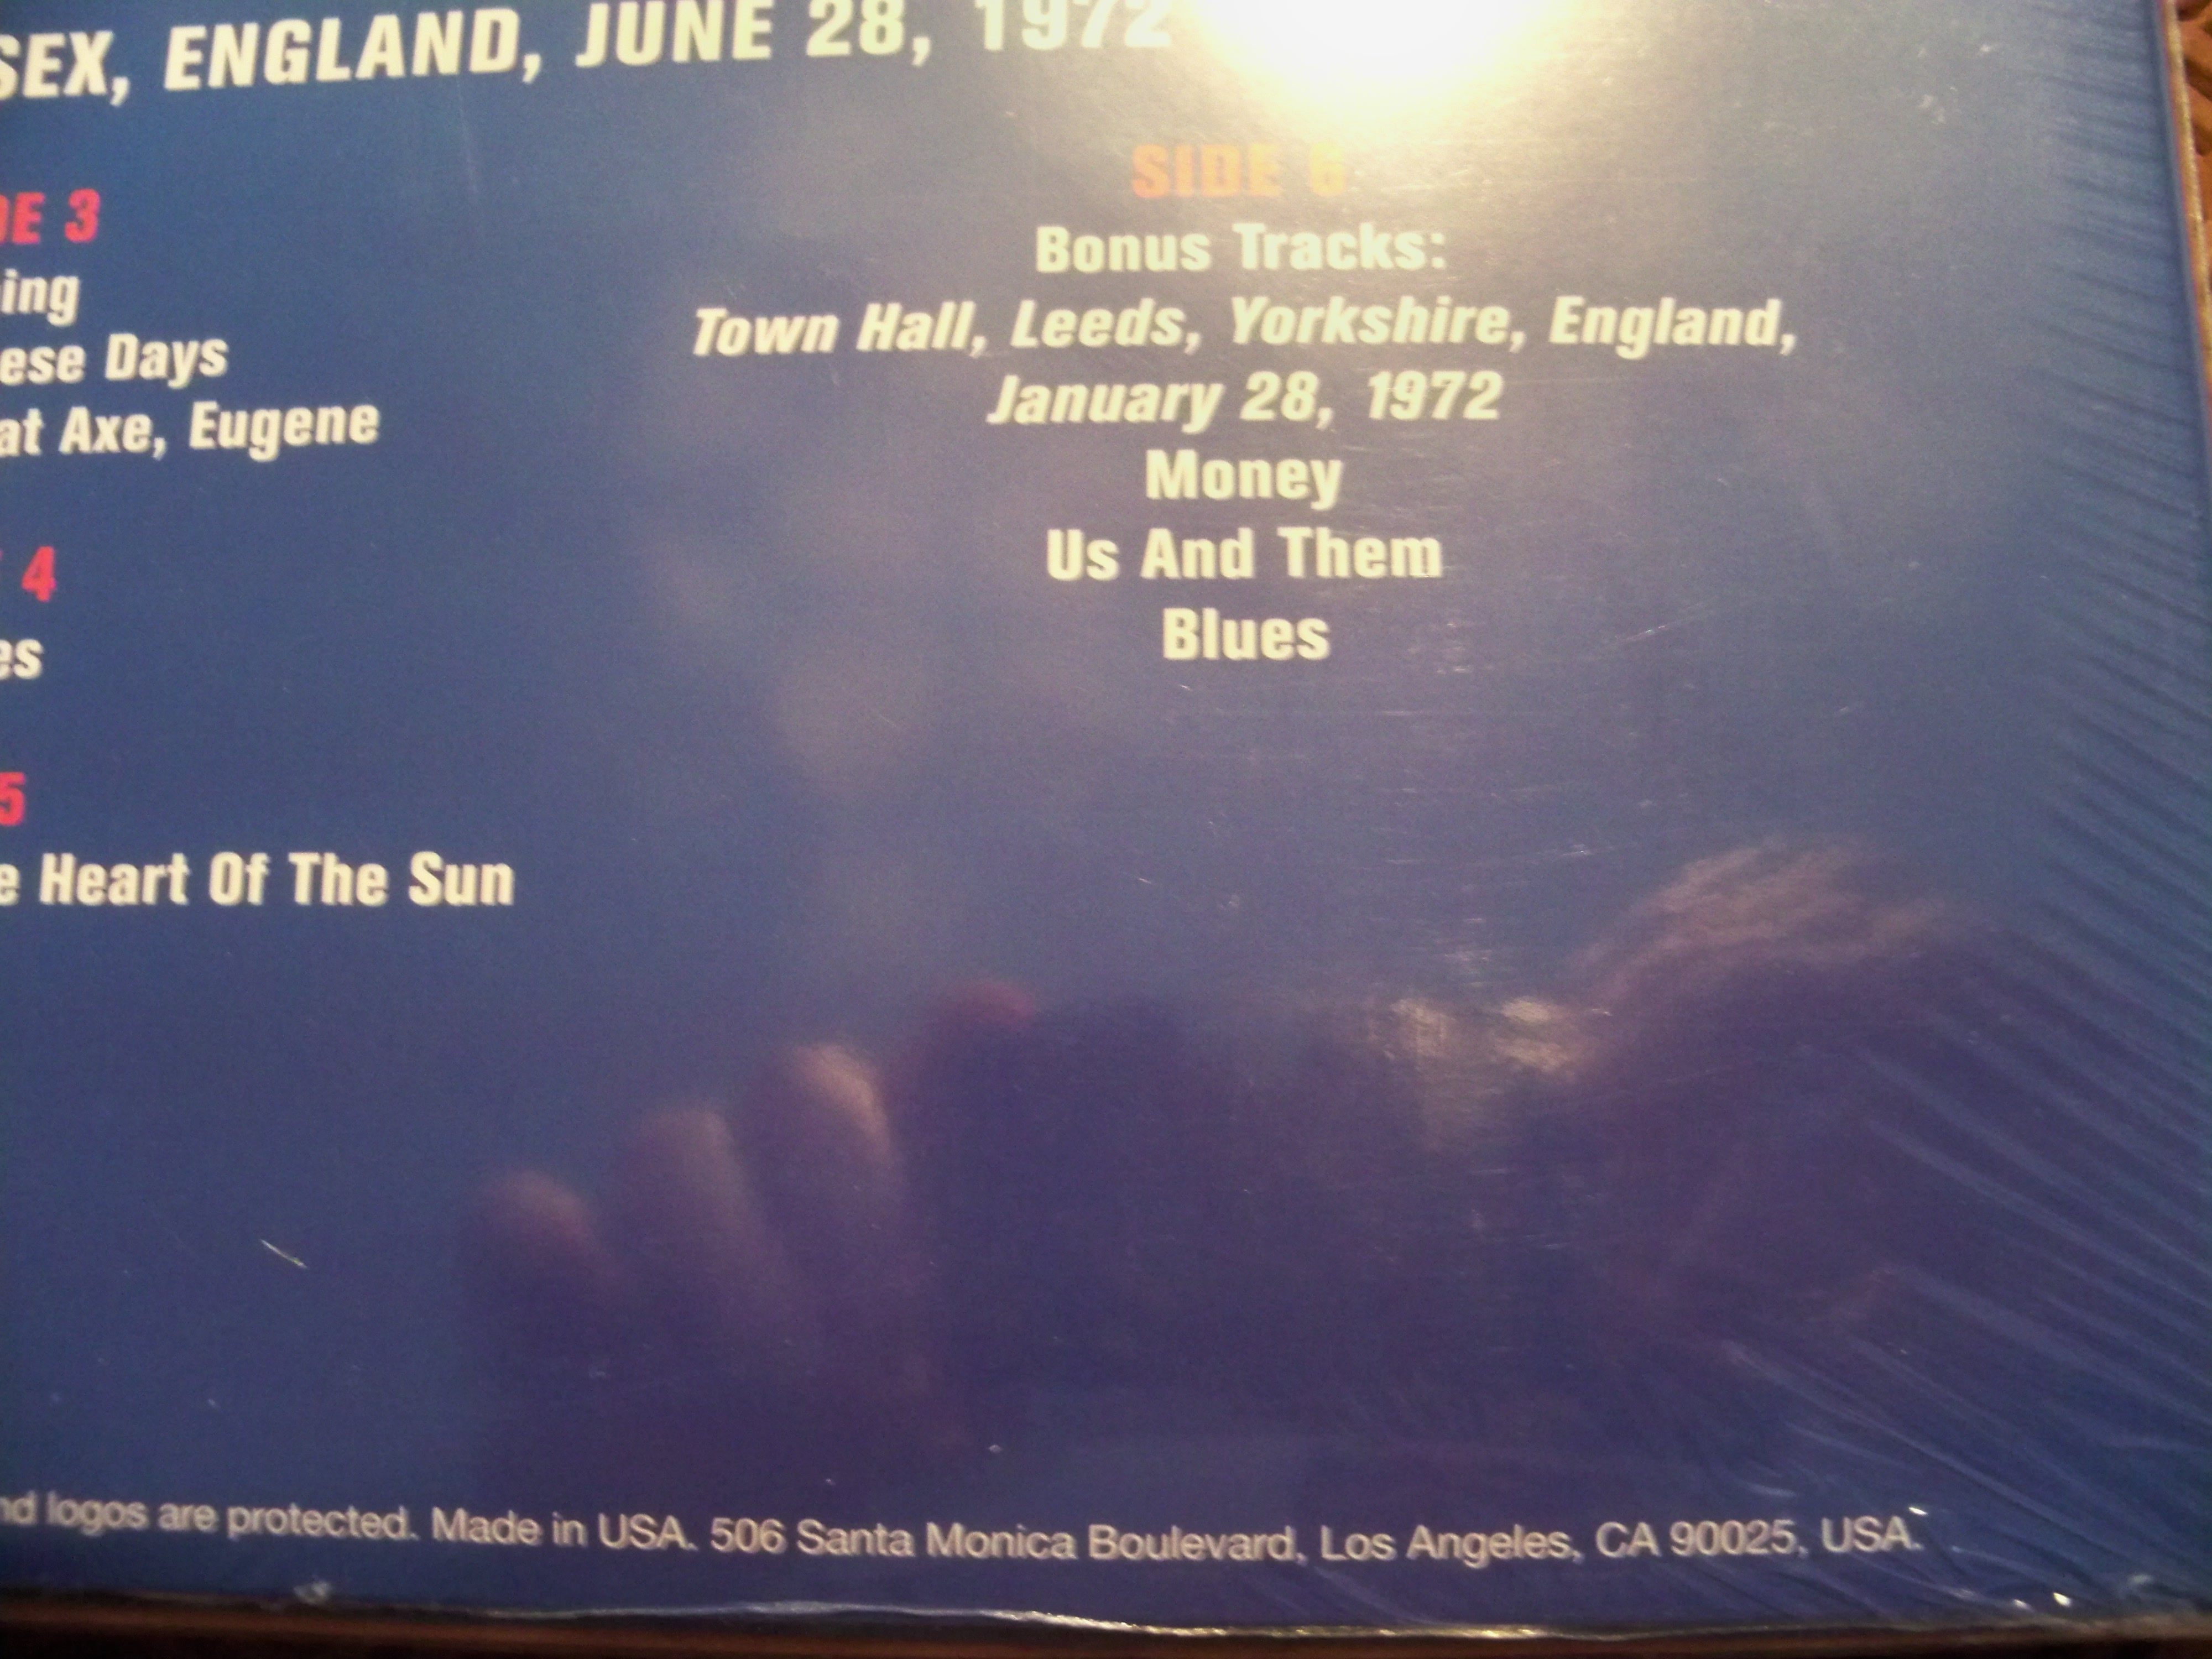 SEX, ENGLAND, JUNE 28, 1972
DE 3
ing
ese Days
at Axe, Eugene
4
es
5
e Heart Of The Sun
SIDE 6
Bonus Tracks:
Town Hall, Leeds, Yorkshire, England,
January 28, 1972
Money
Us And Them
Blues
nd logos are protected. Made in USA. 506 Santa Monica Boulevard, Los Angeles, CA 90025, USA.